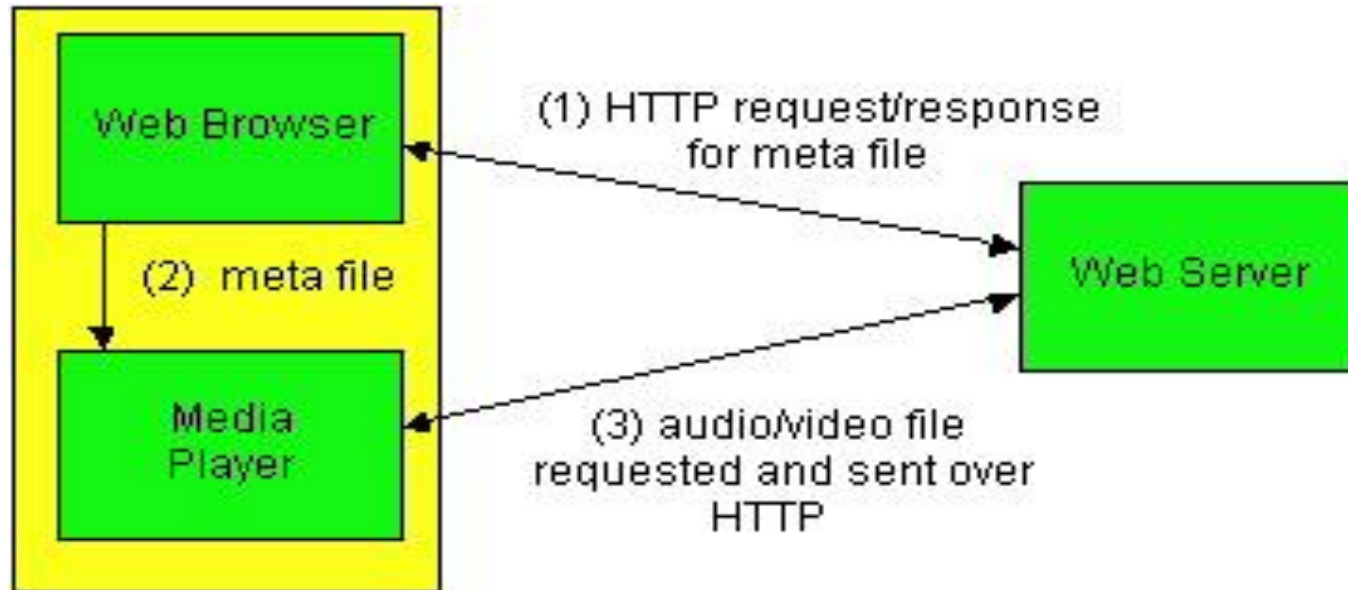 Web Browser
(1) HTTP request/response
for meta file
Web Server
(2) meta file
Media
Player
(3) audio/video file
requested and sent over
HTTP